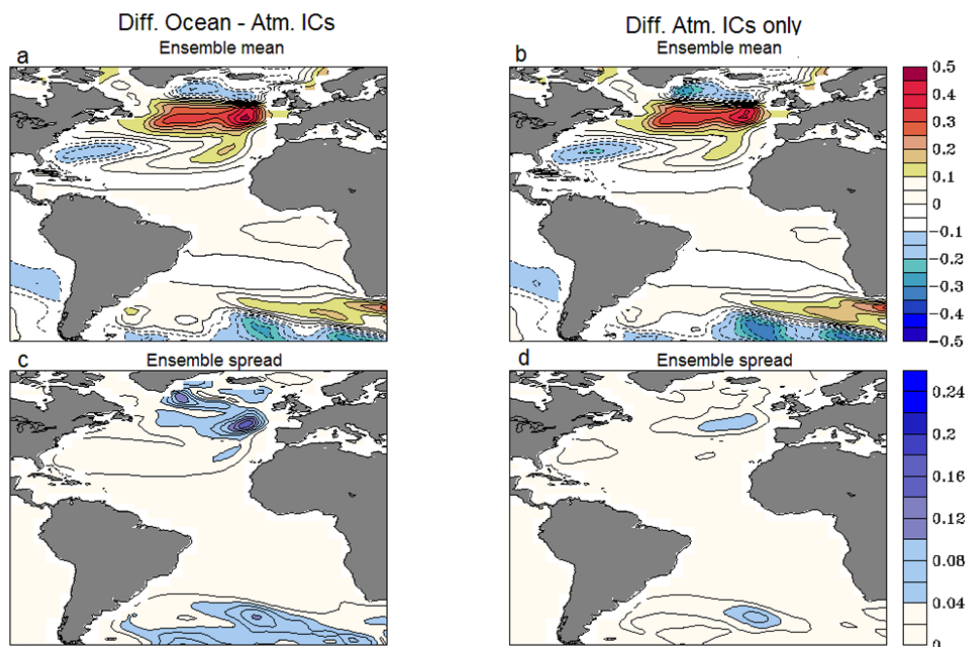 Diff. Ocean - Atm. ICs
Diff. Atm. ICs only
a
Ensemble mean
b
Ensemble mean
0.5
0.4
0.3
0.2
0.1
0
−0.1
−0.2
−0.3
−0.4
−0.5
c
Ensemble spread
d
Ensemble spread
0.24
0.2
0.16
0.12
0.08
0.04
0